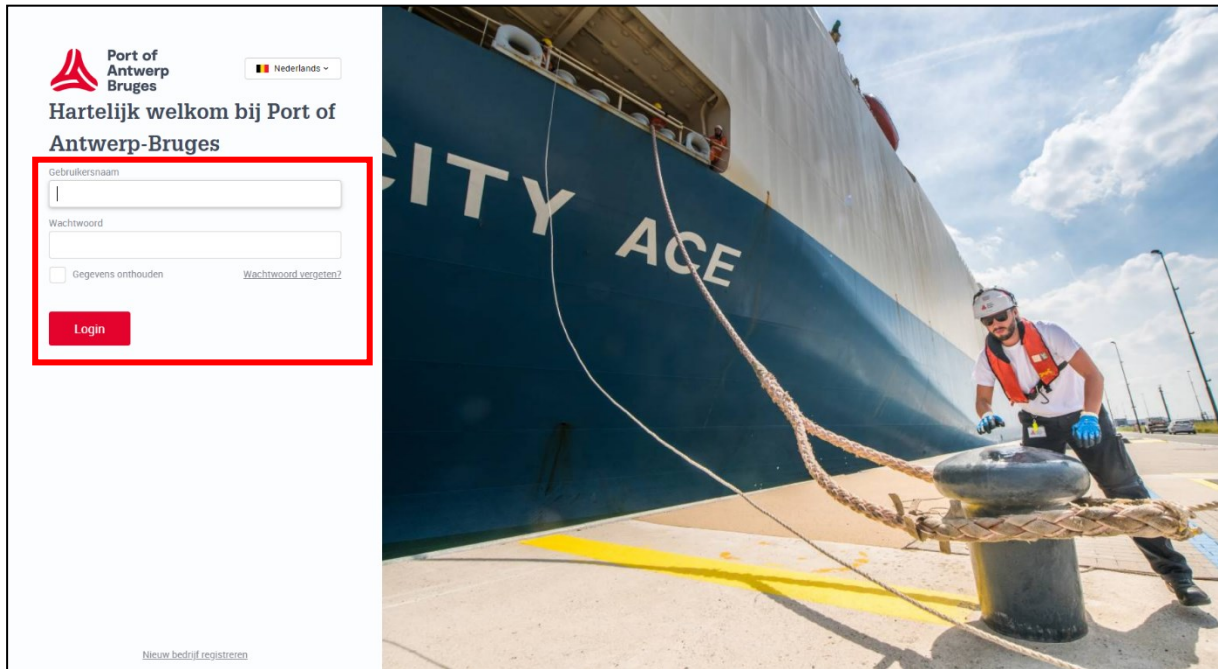 Port of
Antwerp
Bruges
Nederlands
Hartelijk welkom bij Port of
Antwerp-Bruges
Gebruikersnaam
Wachtwoord
Gegevens onthouden
Wachtwoord vergeten?
Login
Nieuw bedrijf registreren
CITY ACE